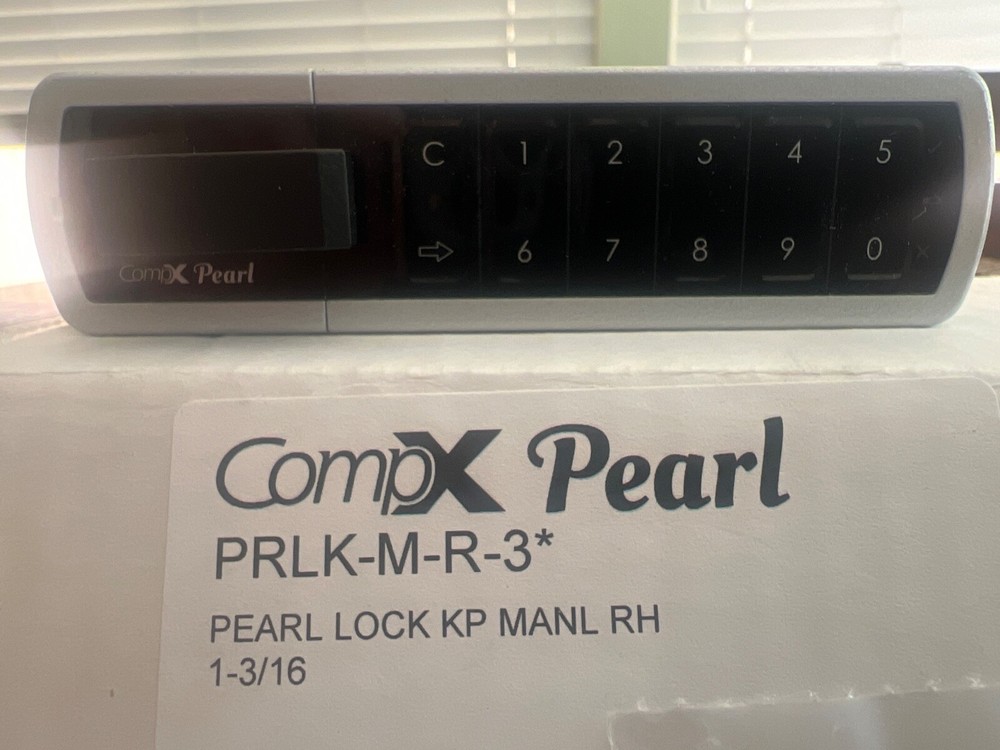 C 1 2 3 4 5
⇨ 6 7 8 9 0
CompX Pearl
CompX Pearl
PRLK-M-R-3*
PEARL LOCK KP MANL RH
1-3/16